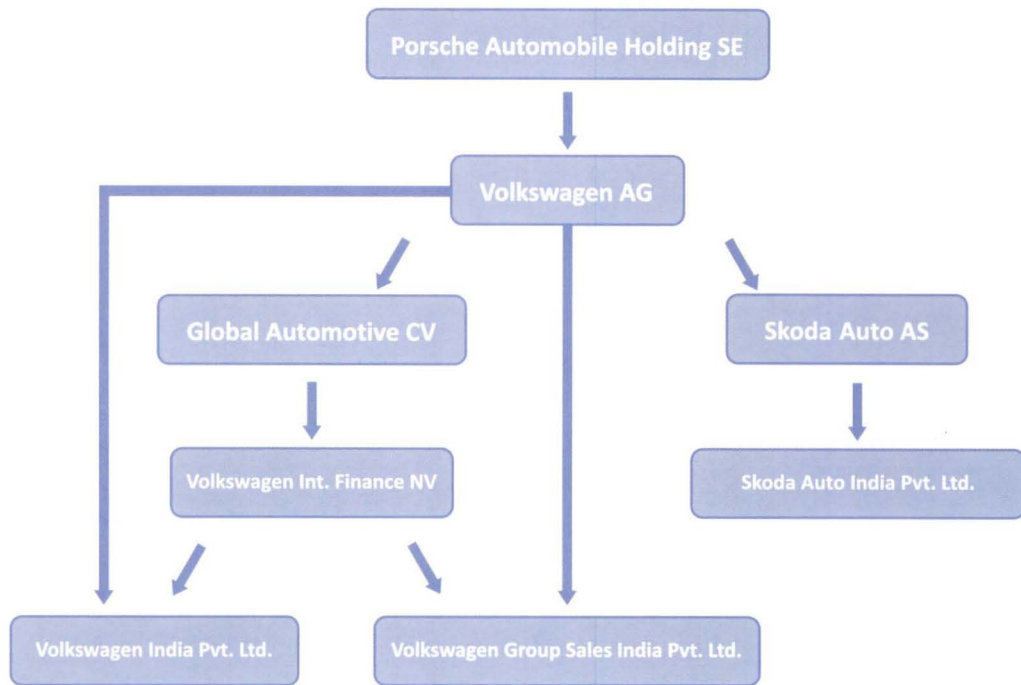 Porsche Automobile Holding SE
Volkswagen AG
Global Automotive CV
Skoda Auto AS
Volkswagen Int. Finance NV
Skoda Auto India Pvt. Ltd.
Volkswagen India Pvt. Ltd.
Volkswagen Group Sales India Pvt. Ltd.